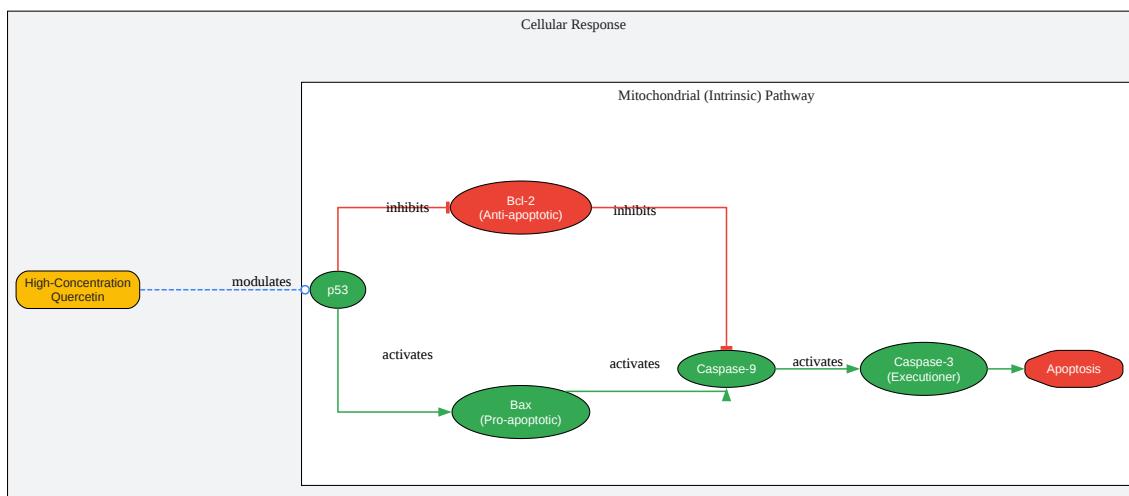 Cellular Response
Mitochondrial (Intrinsic) Pathway
Bcl-2
(Anti-apoptotic)
inhibits
inhibits
High-Concentration
Quercetin
modulates
p53
activates
activates
Caspase-9
activates
Caspase-3
(Executioner)
Apoptosis
Bax
(Pro-apoptotic)